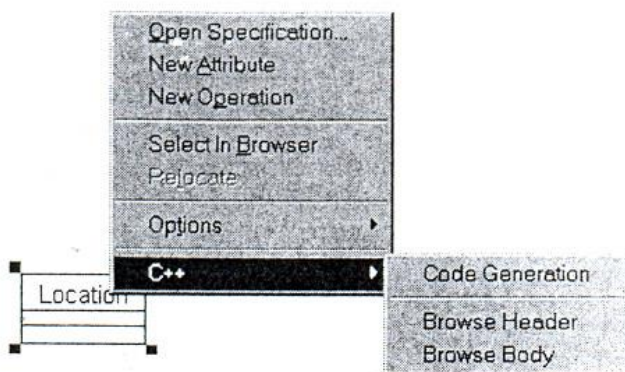 Open Specification...
New Attribute
New Operation
Select In Browser
Relocate
Options
C++
Code Generation
Browse Header
Browse Body
Location